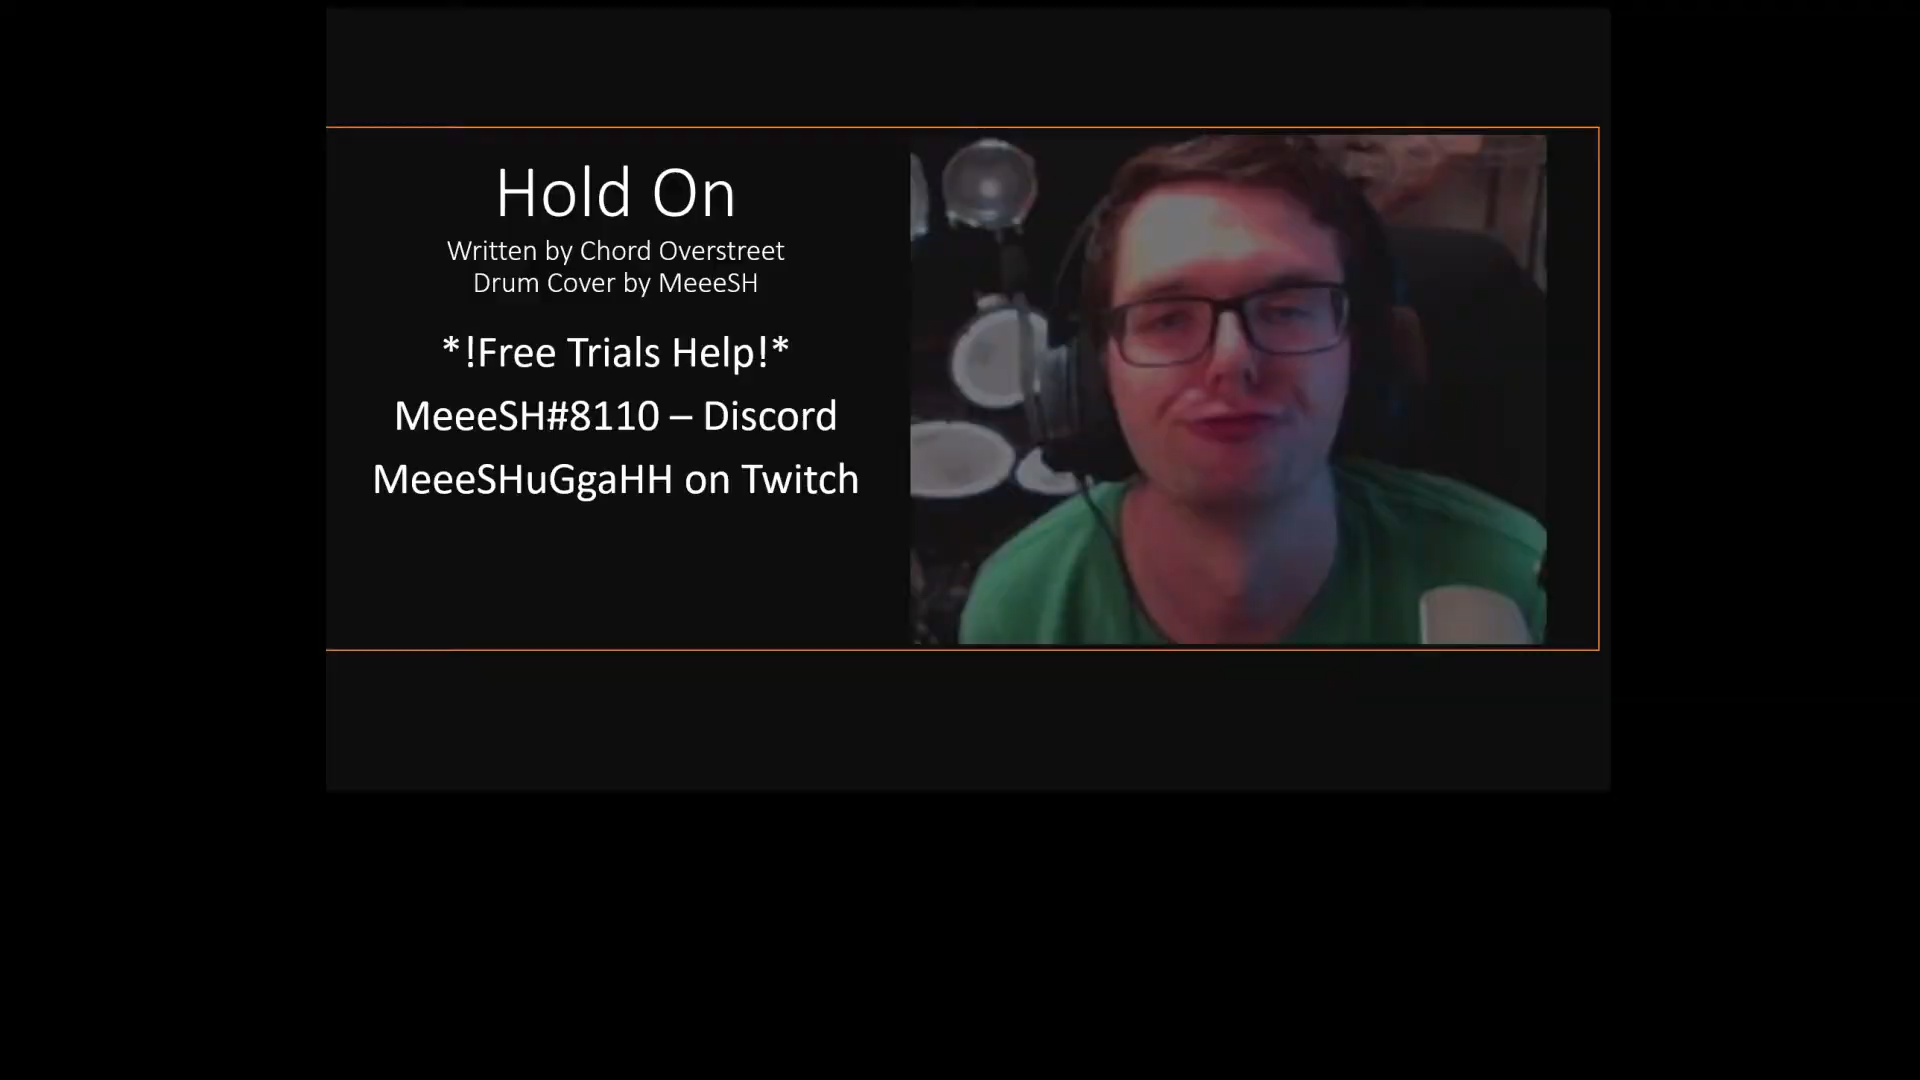 Hold On
Written by Chord Overstreet
Drum Cover by MeeeSH
*!Free Trials Help!*
MeeeSH#8110 – Discord
MeeeSHuGgaHH on Twitch